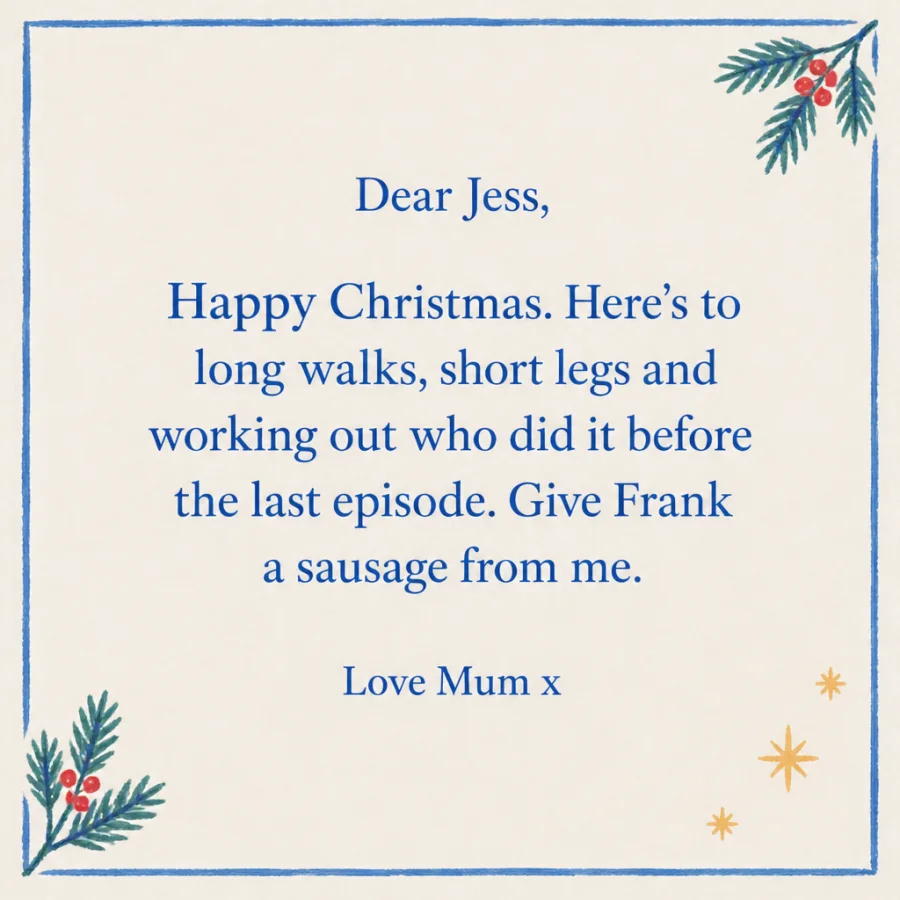 Dear Jess,
Happy Christmas. Here’s to
long walks, short legs and
working out who did it before
the last episode. Give Frank
a sausage from me.
Love Mum x